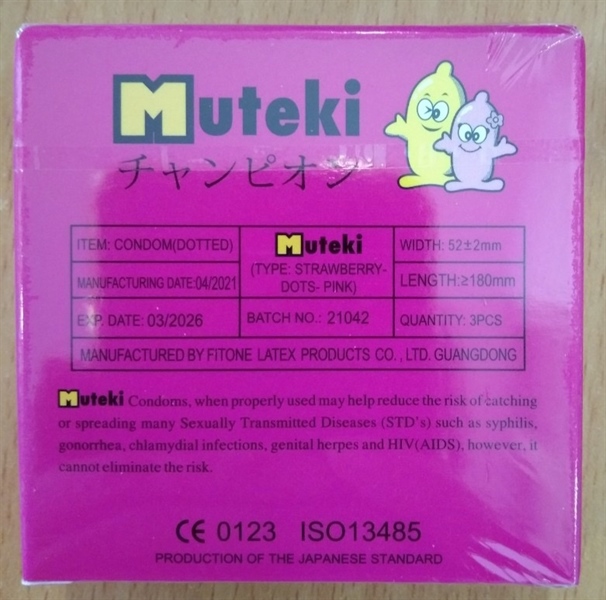 Muteki
チャンピオン
ITEM: CONDOM(DOTTED)
MANUFACTURING DATE:04/2021
EXP. DATE: 03/2026
Muteki
(TYPE: STRAWBERRY-
DOTS- PINK)
BATCH NO.: 21042
WIDTH: 52±2mm
LENGTH:≥180mm
QUANTITY: 3PCS
MANUFACTURED BY FITONE LATEX PRODUCTS CO., LTD. GUANGDONG
Muteki Condoms, when properly used may help reduce the risk of catching
or spreading many Sexually Transmitted Diseases (STD's) such as syphilis,
gonorrhea, chlamydial infections, genital herpes and HIV(AIDS), however, it
cannot eliminate the risk.
CE 0123 ISO13485
PRODUCTION OF THE JAPANESE STANDARD